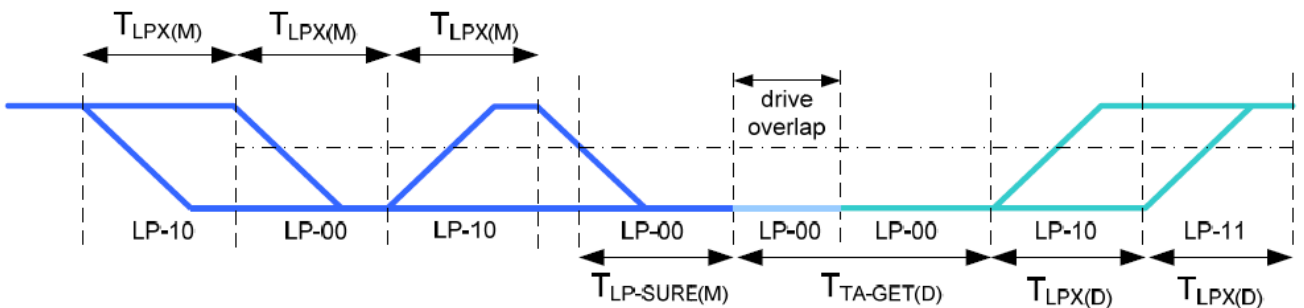 TLPX(M) TLPX(M) TLPX(M)
drive
overlap
LP-10 LP-00 LP-10 LP-00 LP-00 LP-00 LP-10 LP-11
TLP-SURE(M) TTA-GET(D) TLPX(D) TLPX(D)